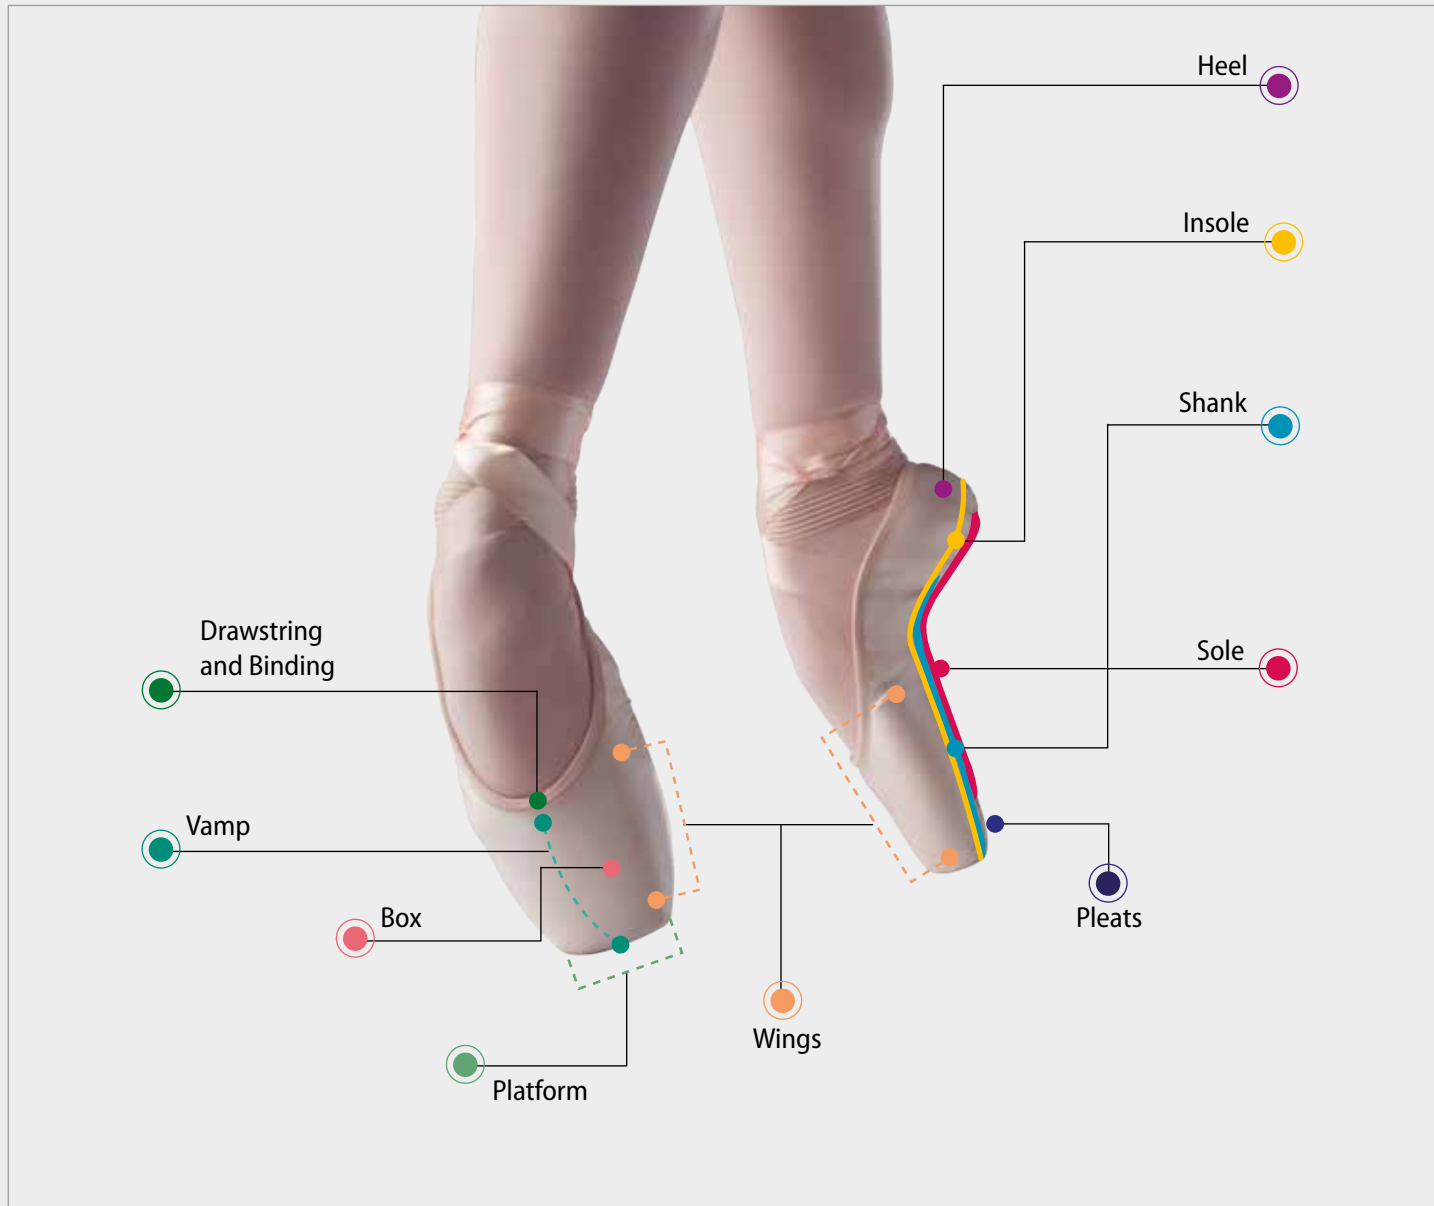 Heel
Insole
Shank
Drawstring
and Binding
Sole
Vamp
Box
Pleats
Wings
Platform